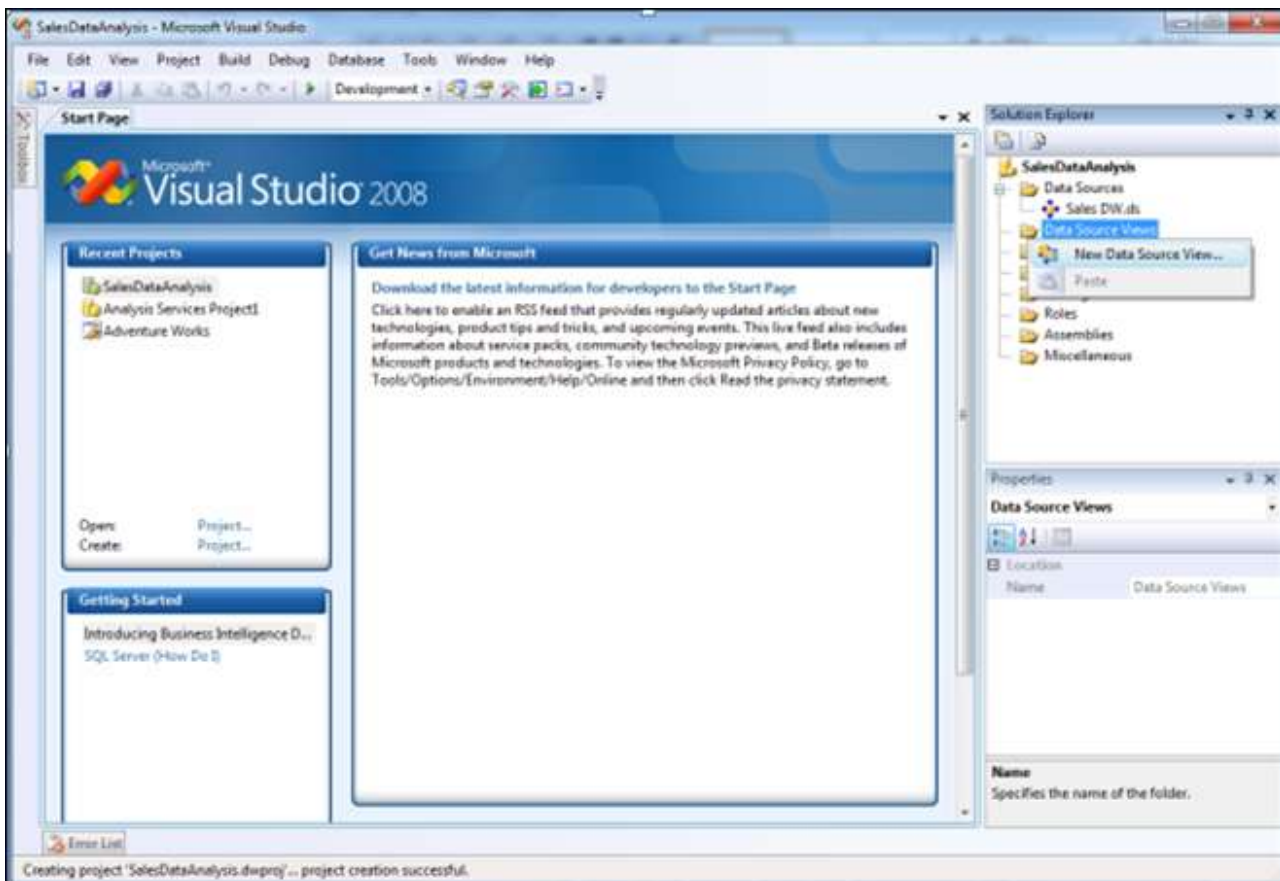 SalesDataAnalysis - Microsoft Visual Studio
File Edit View Project Build Debug Database Tools Window Help
Development
Toolbox
Start Page
Microsoft®
Visual Studio 2008
Recent Projects
SalesDataAnalysis
Analysis Services Project1
Adventure Works
Open: Project...
Create: Project...
Getting Started
Introducing Business Intelligence D...
SQL Server (How Do I)
Get News from Microsoft
Download the latest information for developers to the Start Page
Click here to enable an RSS feed that provides regularly updated articles about new
technologies, product tips and tricks, and upcoming events. This live feed also includes
information about service packs, community technology previews, and Beta releases of
Microsoft products and technologies. To view the Microsoft Privacy Policy, go to
Tools/Options/Environment/Help/Online and then click Read the privacy statement.
Solution Explorer
SalesDataAnalysis
Data Sources
Sales DW.ds
Data Source Views
New Data Source View...
Paste
Roles
Assemblies
Miscellaneous
Properties
Data Source Views
Location
Name Data Source Views
Name
Specifies the name of the folder.
Error List
Creating project 'SalesDataAnalysis.dwproj'... project creation successful.